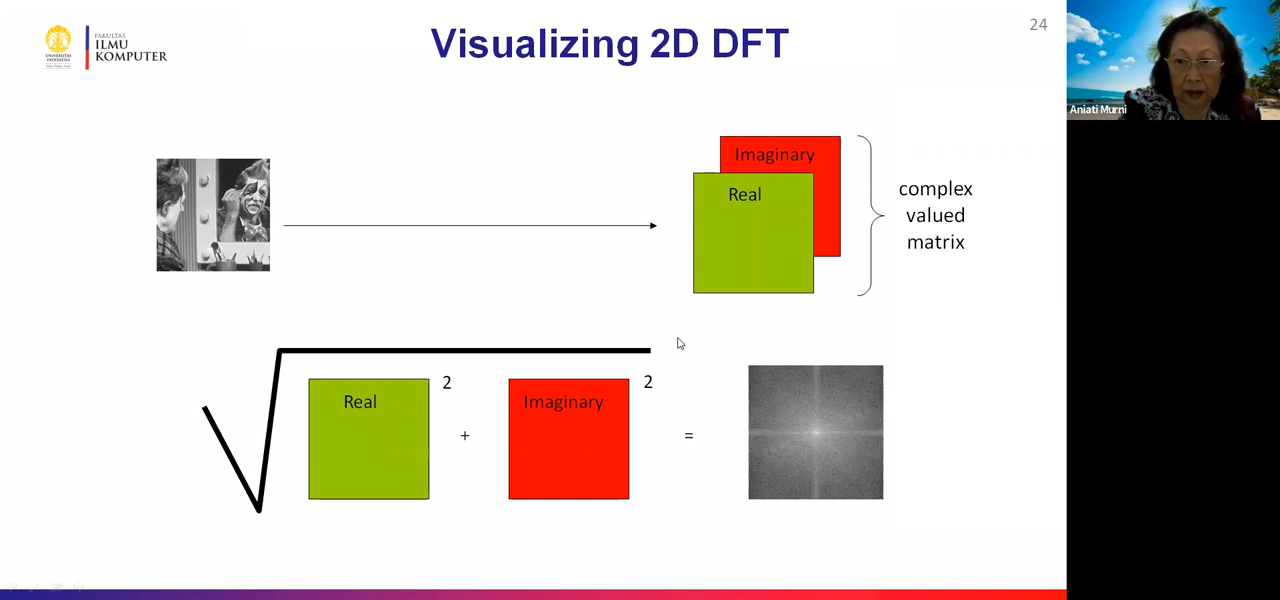 24
Visualizing 2D DFT
UNIVERSITAS
INDONESIA
FAKULTAS
ILMU
KOMPUTER
Aniati Murni
Imaginary
Real
complex
valued
matrix
2
2
Real
Imaginary
+
=